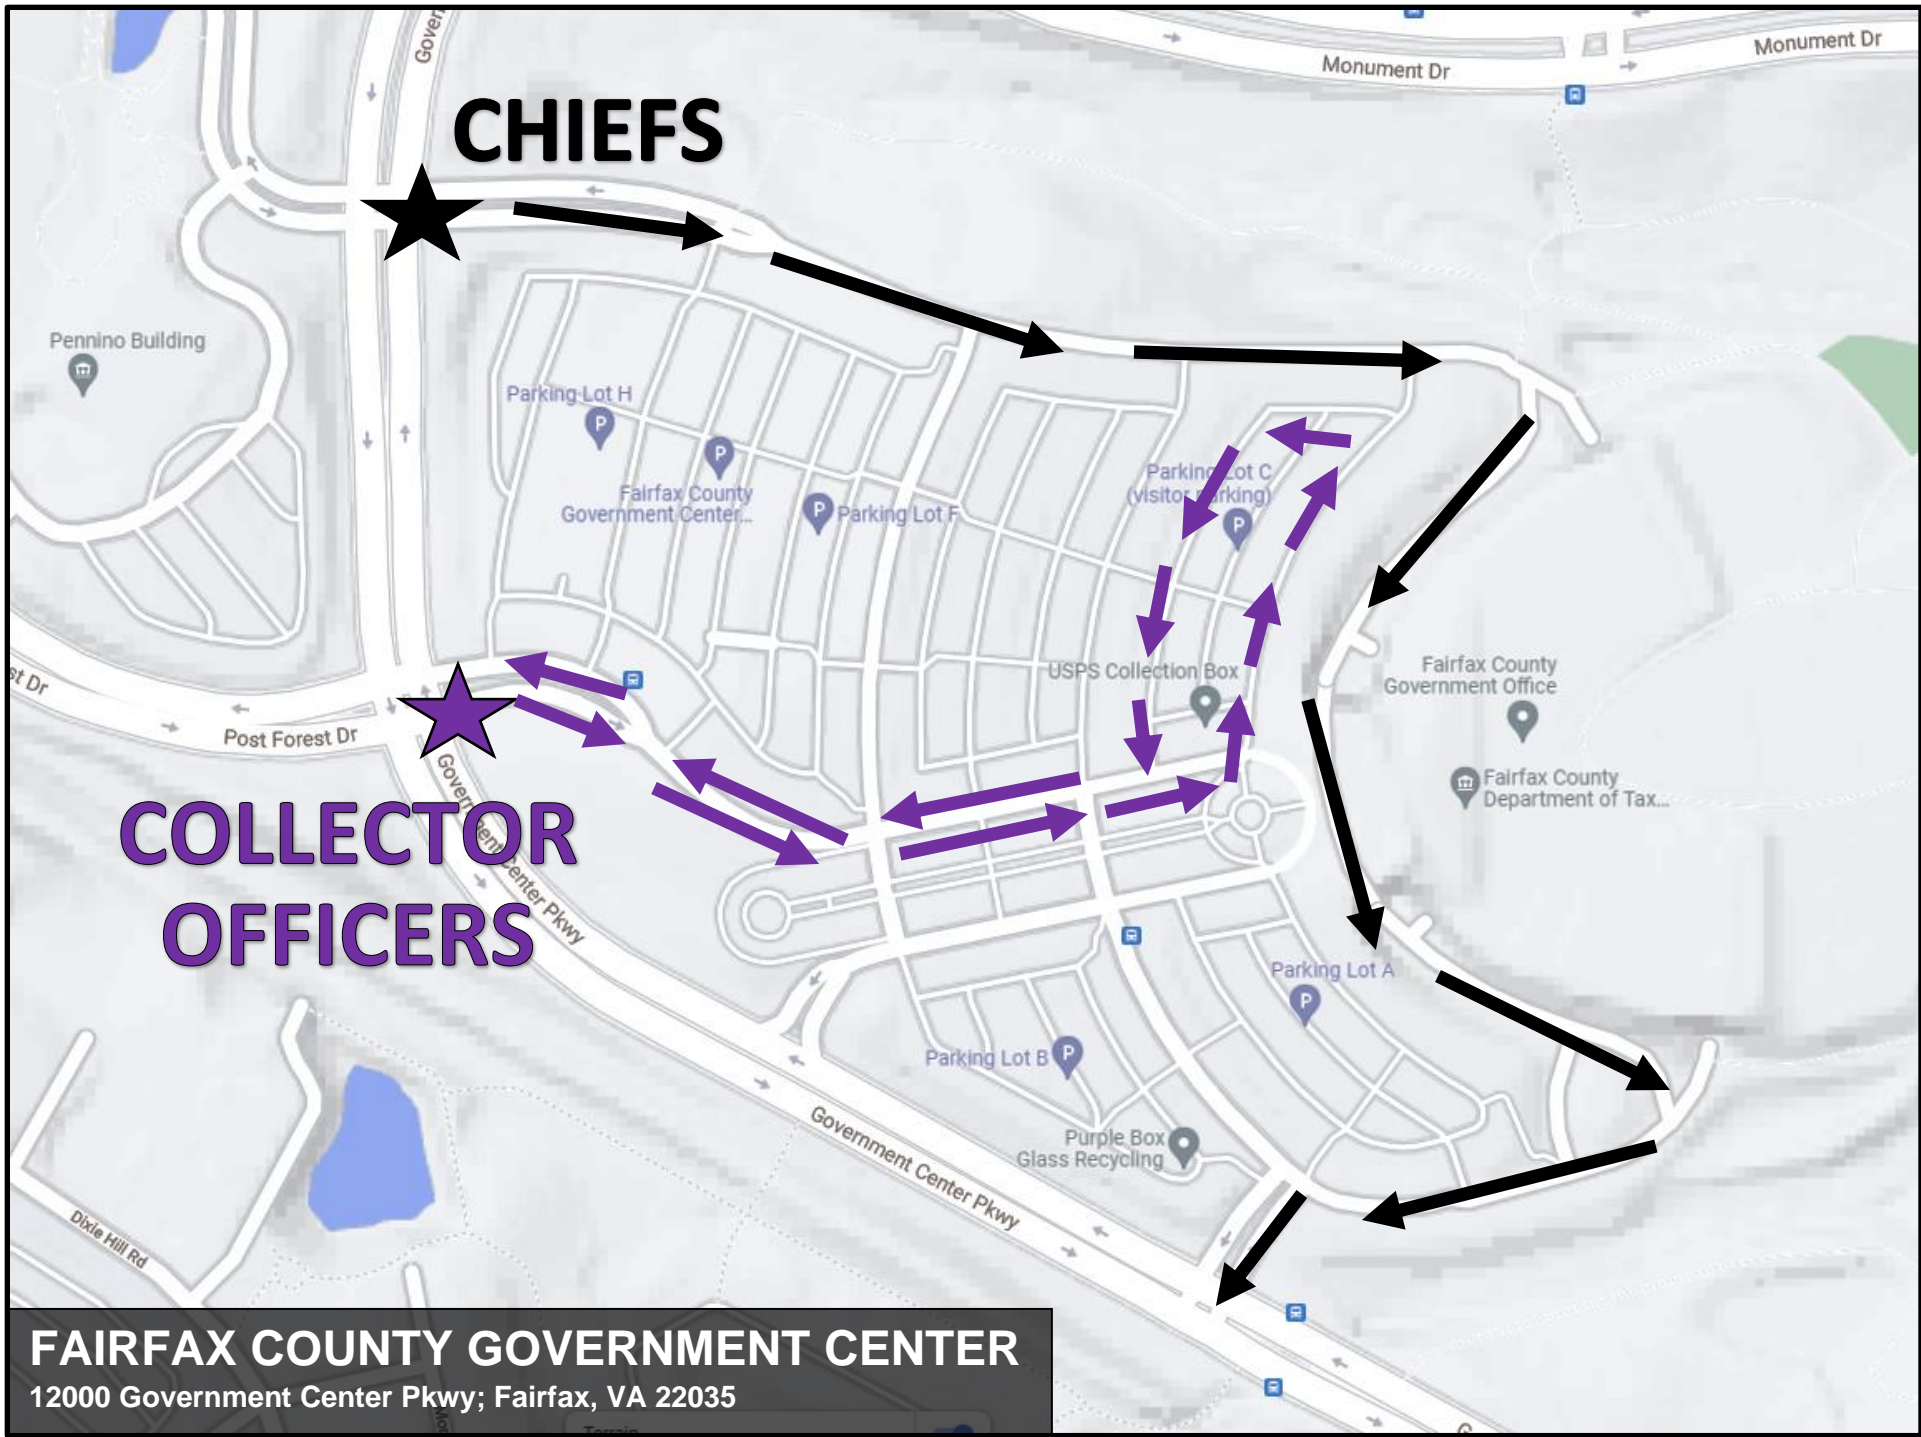 Gover
Monument Dr
Monument Dr
CHIEFS
Pennino Building
Parking Lot H
Fairfax County
Government Center...
Parking Lot F
Parking Lot C
(visitor parking)
USPS Collection Box
Fairfax County
Government Office
Fairfax County
Department of Tax...
st Dr
Post Forest Dr
Government Center Pkwy
COLLECTOR
OFFICERS
Parking Lot A
Parking Lot B
Purple Box
Glass Recycling
Government Center Pkwy
Dixie Hill Rd
FAIRFAX COUNTY GOVERNMENT CENTER
12000 Government Center Pkwy; Fairfax, VA 22035